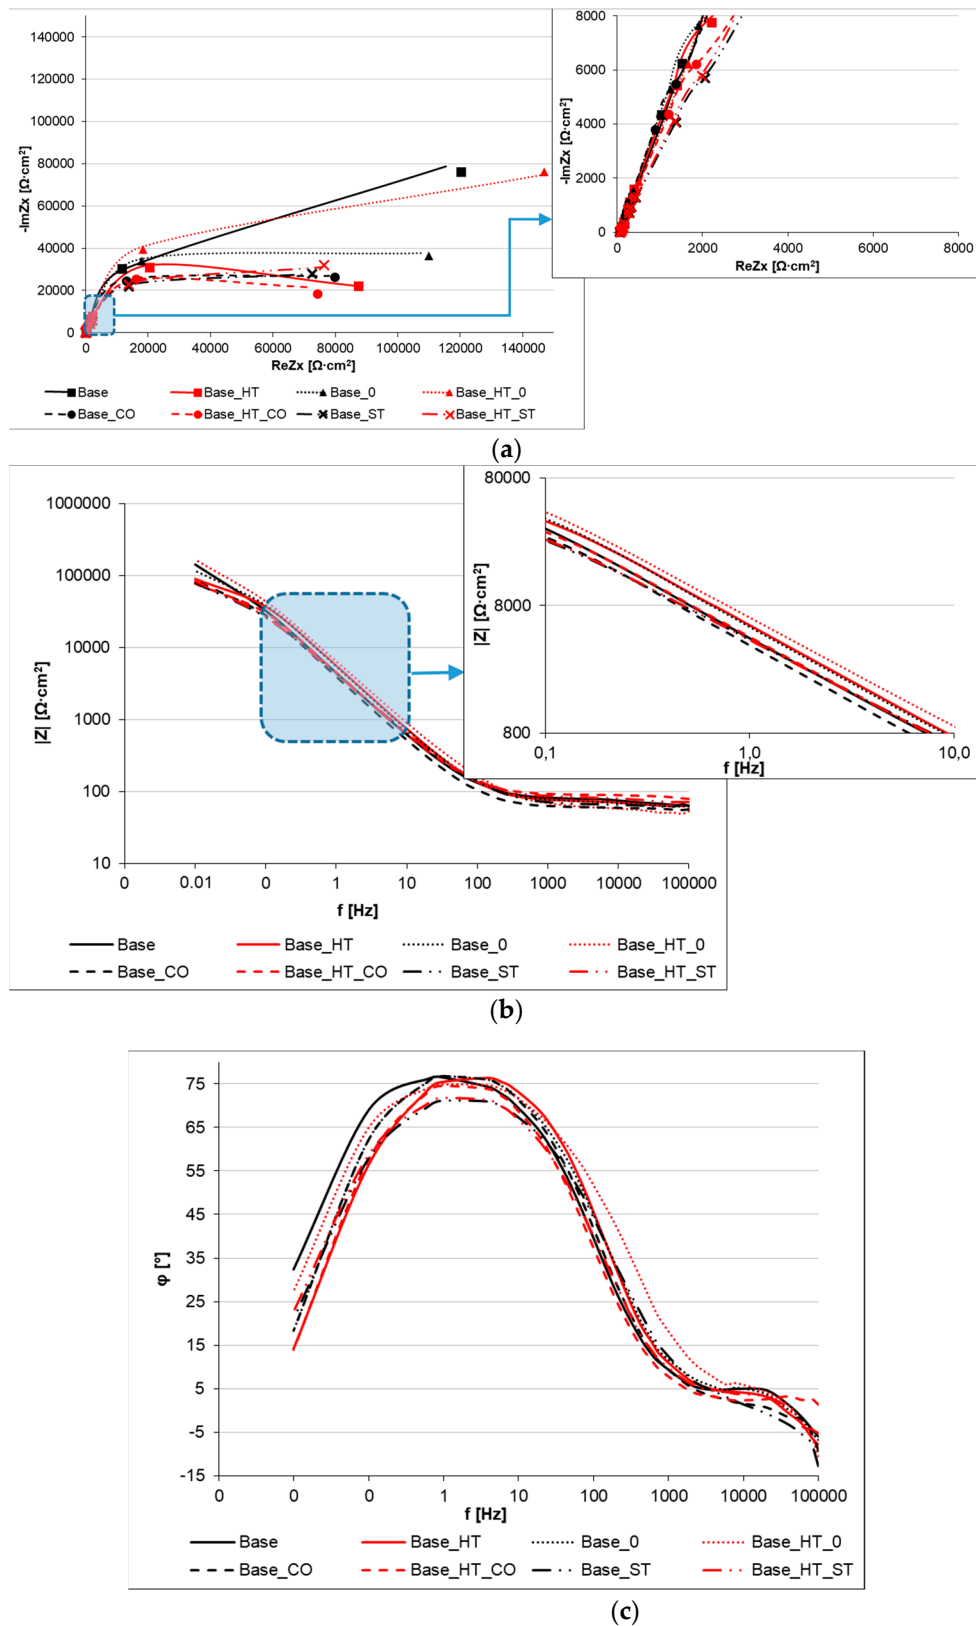 150000
140000
120000
100000
80000
60000
40000
20000
0
-ImZx [Ω·cm²]
0 20000 40000 60000 80000 100000 120000 140000
ReZx [Ω·cm²]
Base Base_HT Base_0 Base_HT_0
Base_CO Base_HT_CO Base_ST Base_HT_ST
8000
6000
4000
2000
0
-ImZx [Ω·cm²]
0 2000 4000 6000 8000
ReZx [Ω·cm²]
(a)
1000000
100000
10000
1000
100
10
|Z| [Ω·cm²]
0 0.01 0 1 10 100 1000 10000 100000
f [Hz]
Base Base_HT Base_0 Base_HT_0
Base_CO Base_HT_CO Base_ST Base_HT_ST
80000
8000
800
|Z| [Ω·cm²]
0,1 1,0 10,0
f [Hz]
(b)
75
65
55
45
35
25
15
5
-5
-15
φ [°]
0 0 0 1 10 100 1000 10000 100000
f [Hz]
Base Base_HT Base_0 Base_HT_0
Base_CO Base_HT_CO Base_ST Base_HT_ST
(c)